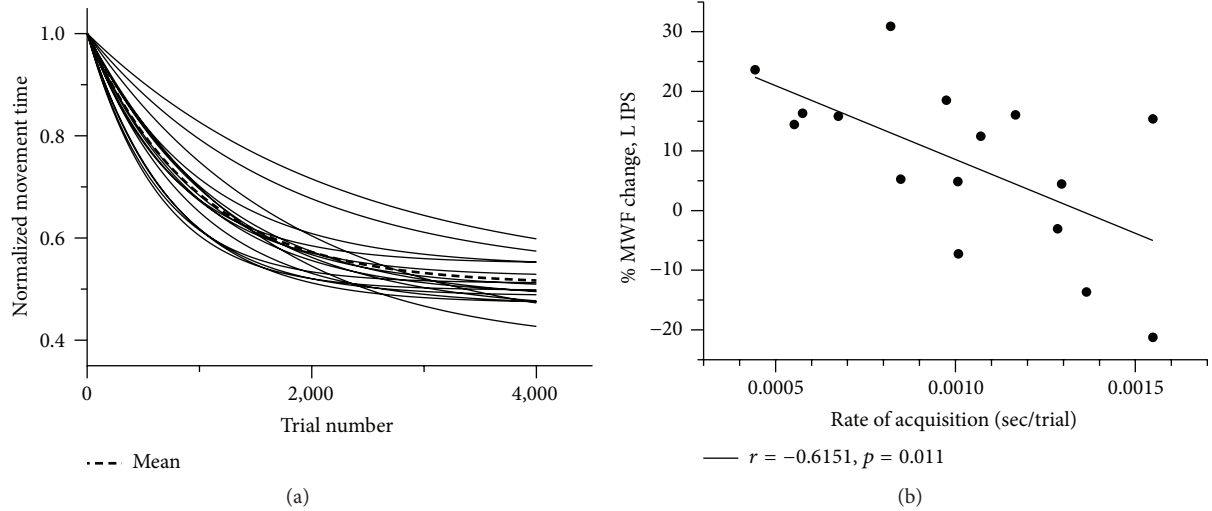 1.0
0.8
0.6
0.4
Normalized movement time
0
2,000
4,000
Trial number
Mean
(a)
30
20
10
0
−10
−20
% MWF change, L IPS
0.0005
0.0010
0.0015
Rate of acquisition (sec/trial)
r = −0.6151, p = 0.011
(b)